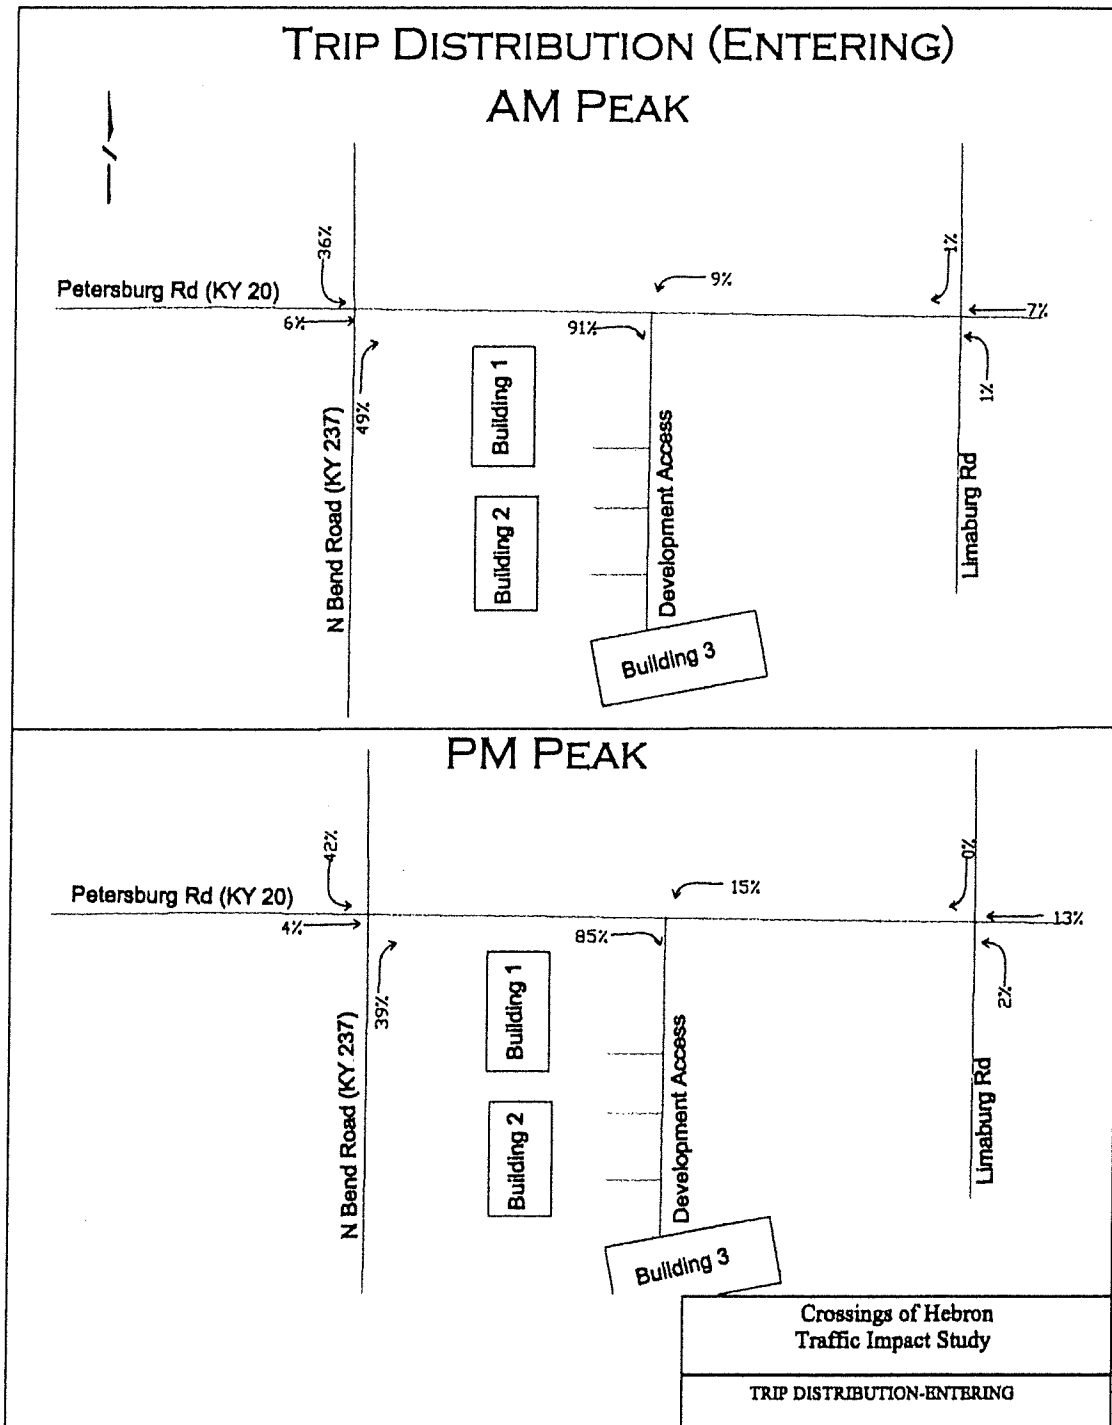 TRIP DISTRIBUTION (ENTERING)
AM PEAK
36%
1%
Petersburg Rd (KY 20)
9%
6%
91%
7%
49%
1%
Building 1
N Bend Road (KY 237)
Development Access
Limaburg Rd
Building 2
Building 3
PM PEAK
42%
0%
Petersburg Rd (KY 20)
15%
4%
85%
13%
39%
2%
Building 1
N Bend Road (KY 237)
Development Access
Limaburg Rd
Building 2
Building 3
Crossings of Hebron
Traffic Impact Study
TRIP DISTRIBUTION-ENTERING